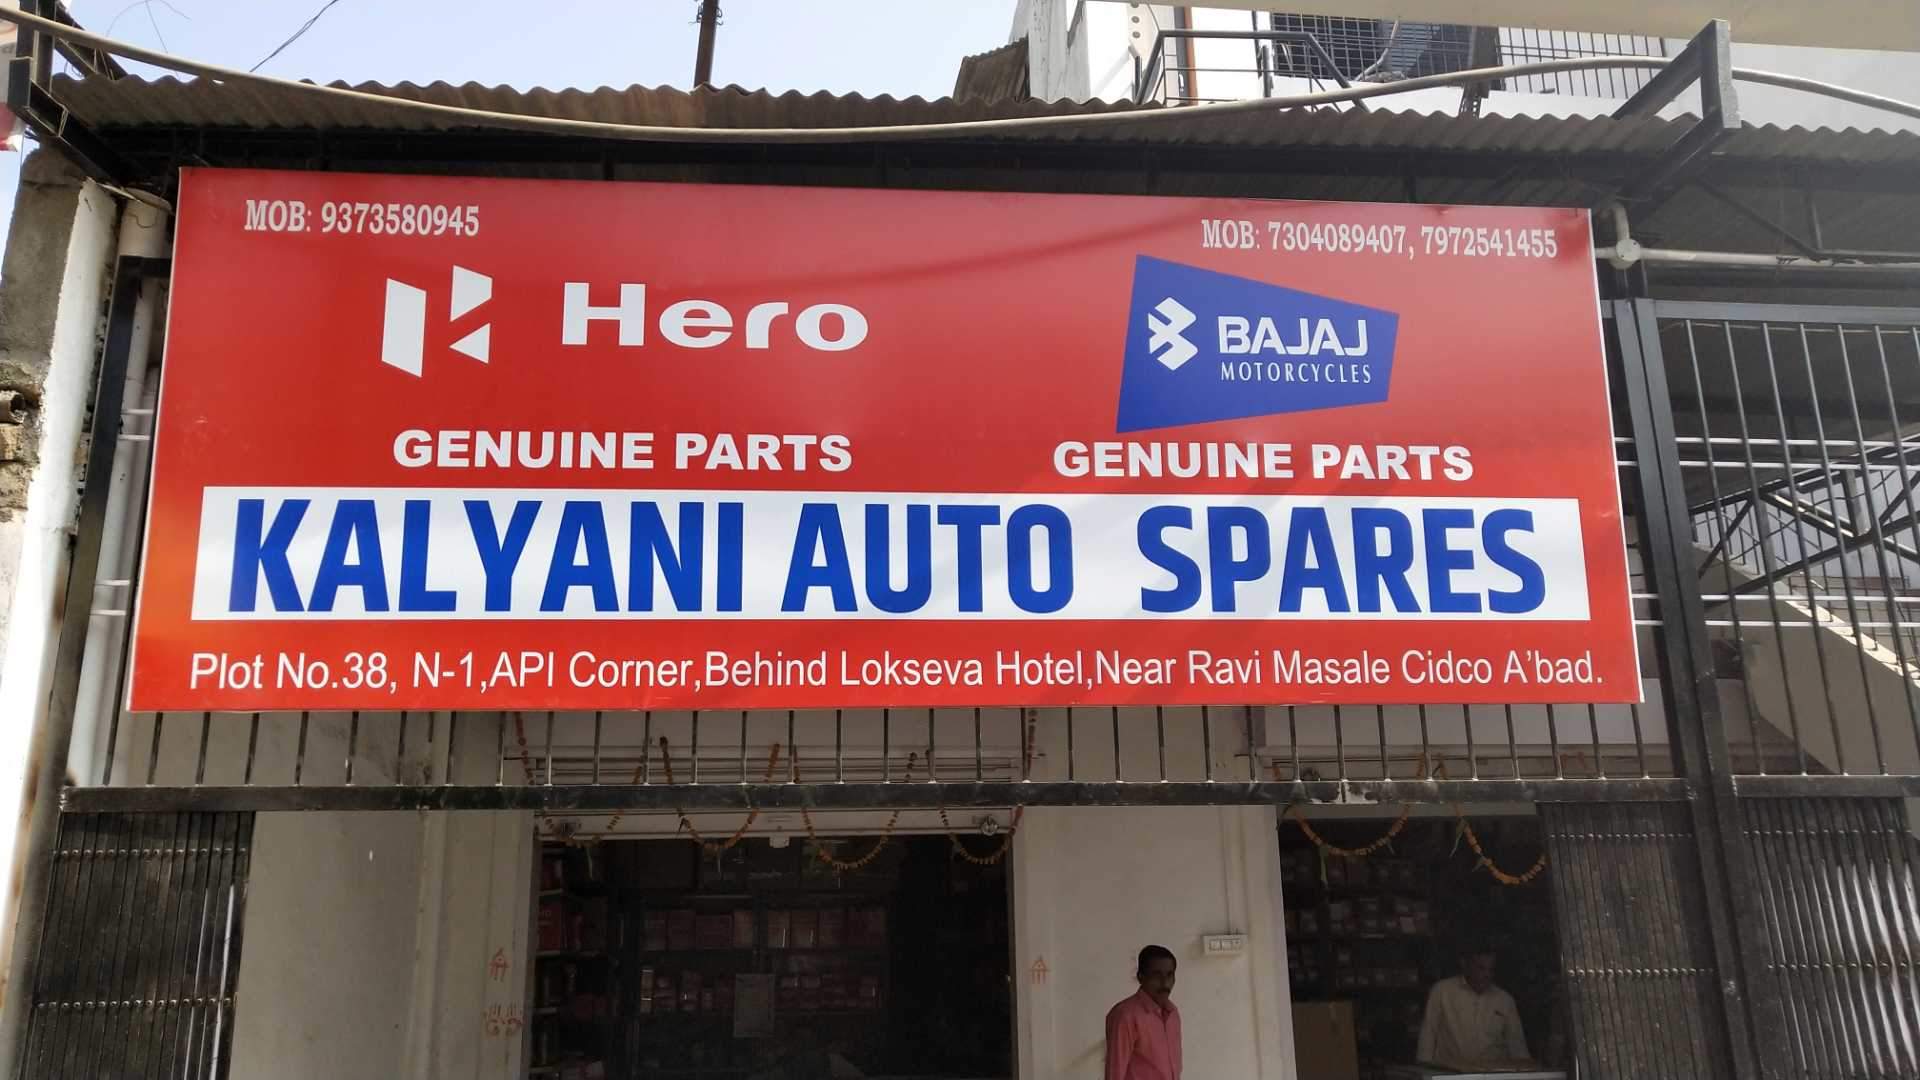 MOB: 9373580945
MOB: 7304089407, 7972541455
Hero
BAJAJ
MOTORCYCLES
GENUINE PARTS
GENUINE PARTS
KALYANI AUTO SPARES
Plot No.38, N-1,API Corner,Behind Lokseva Hotel,Near Ravi Masale Cidco A'bad.